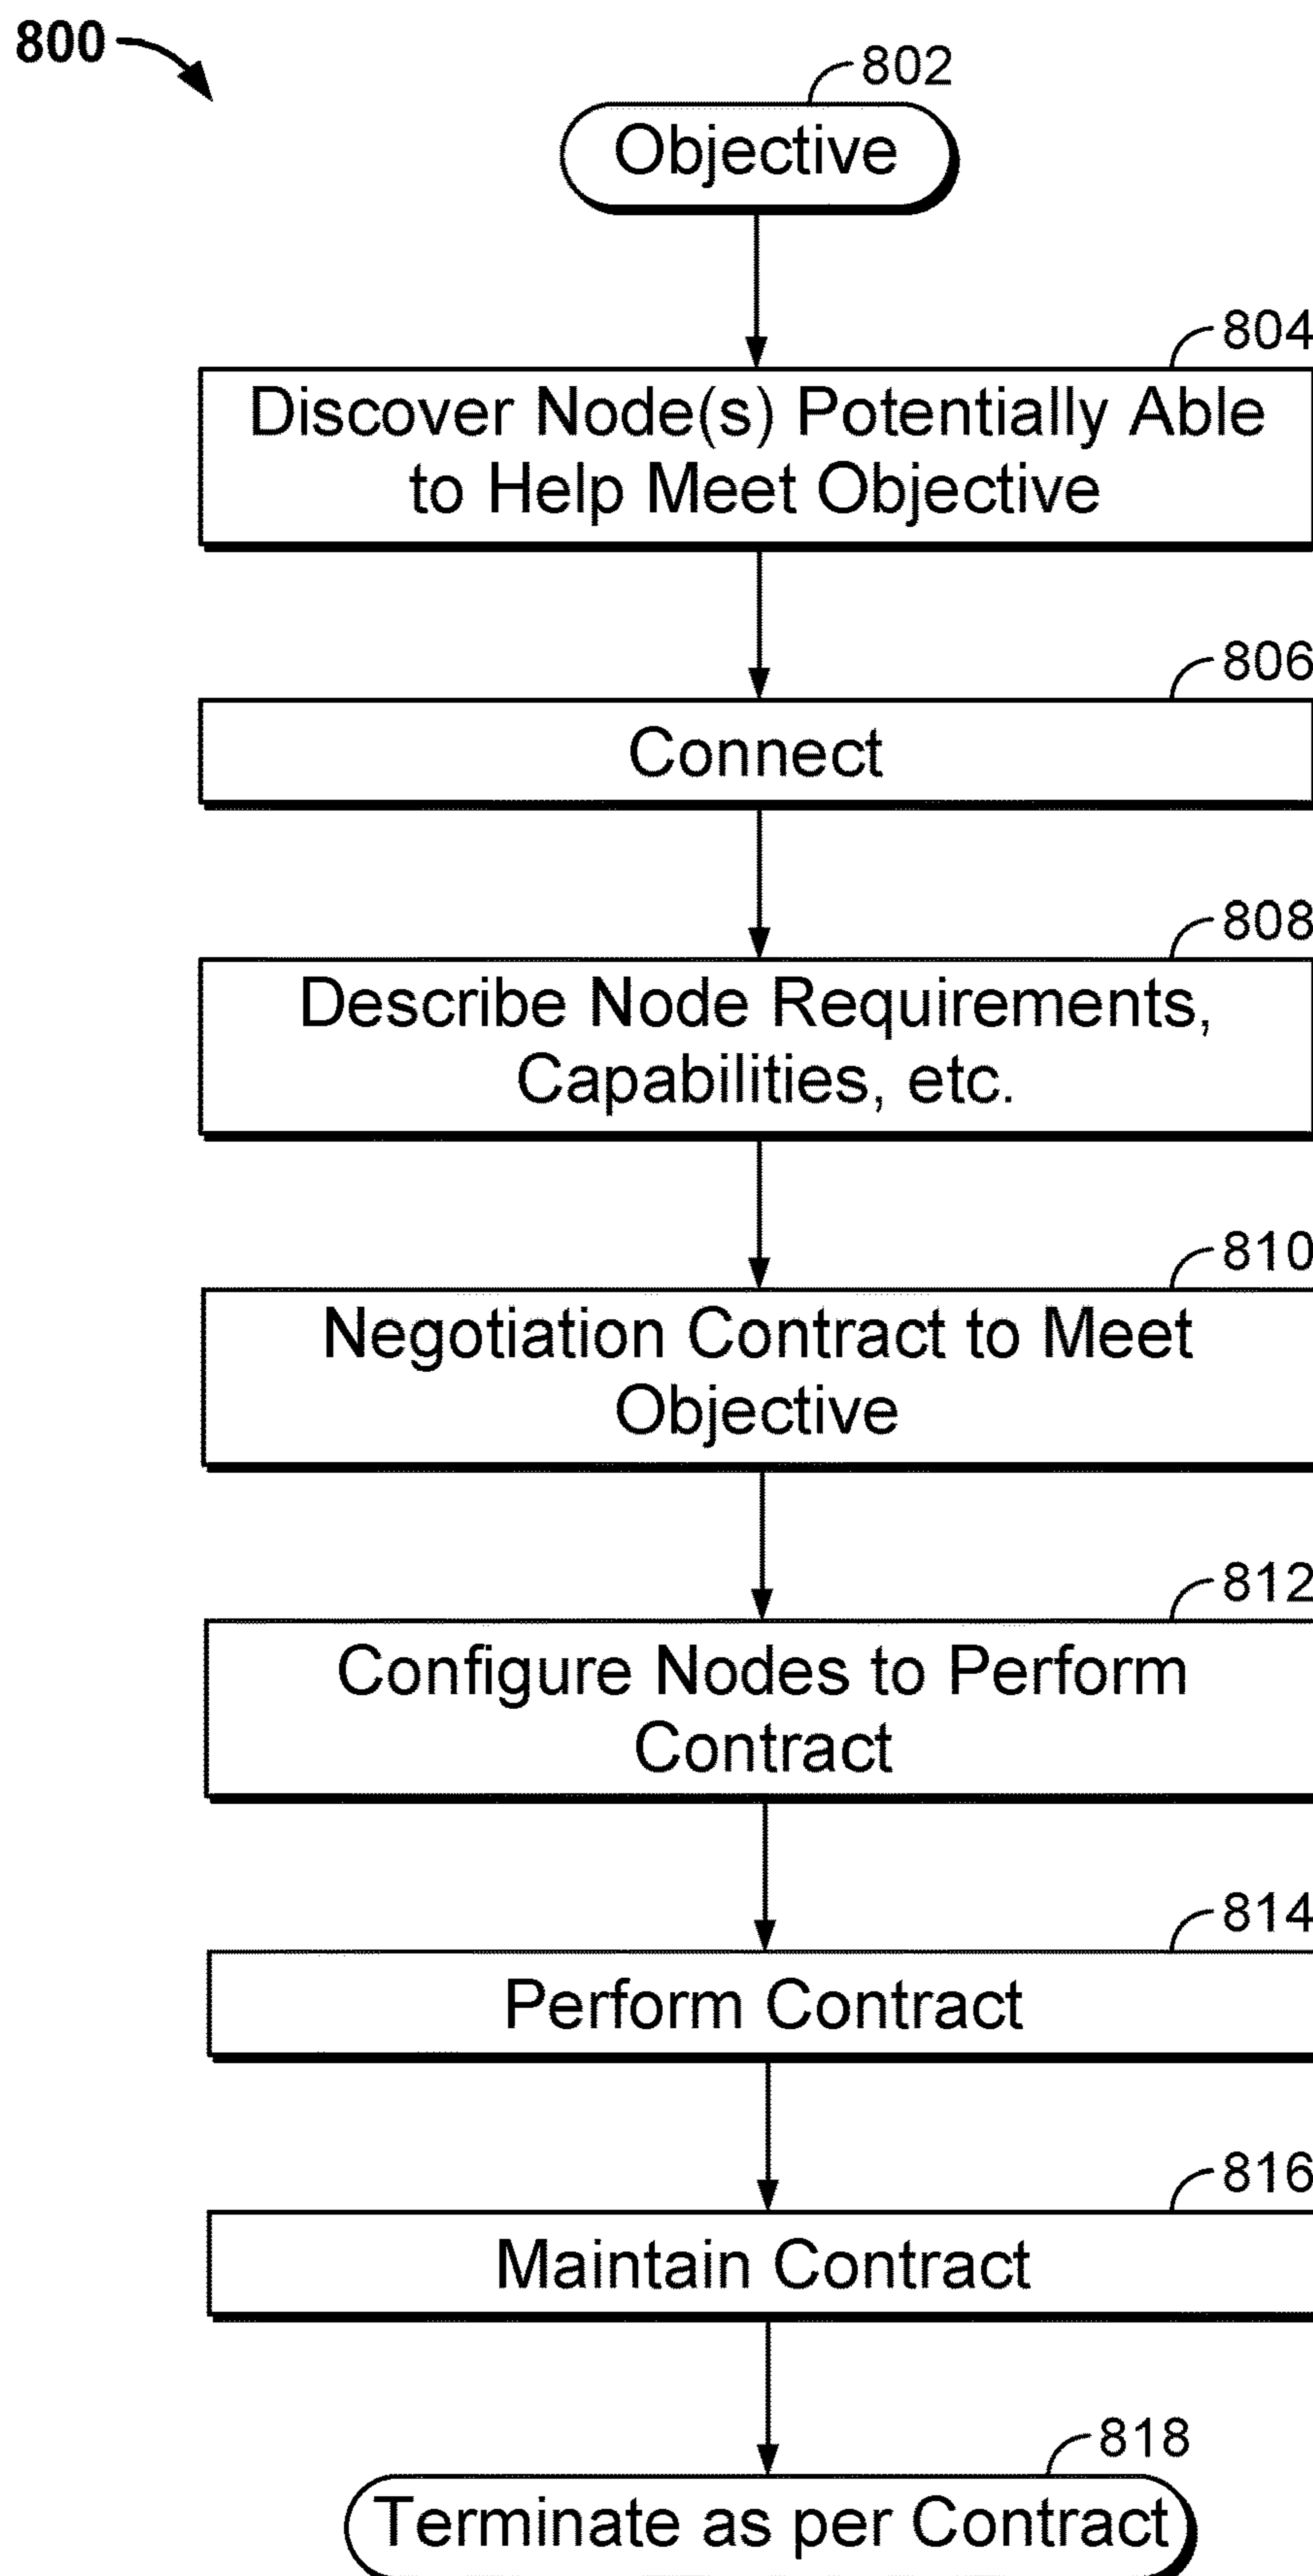 800
802
Objective
804
Discover Node(s) Potentially Able
to Help Meet Objective
806
Connect
808
Describe Node Requirements,
Capabilities, etc.
810
Negotiation Contract to Meet
Objective
812
Configure Nodes to Perform
Contract
814
Perform Contract
816
Maintain Contract
818
Terminate as per Contract